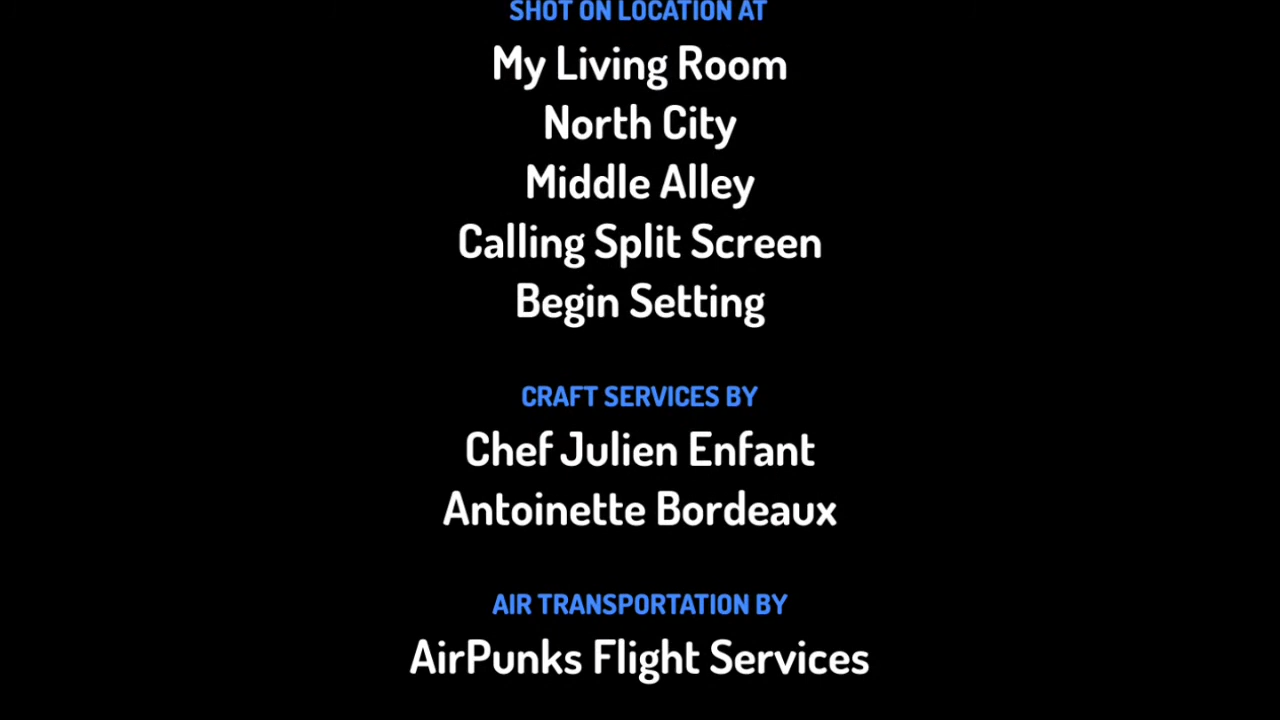 SHOT ON LOCATION AT
My Living Room
North City
Middle Alley
Calling Split Screen
Begin Setting
CRAFT SERVICES BY
Chef Julien Enfant
Antoinette Bordeaux
AIR TRANSPORTATION BY
AirPunks Flight Services